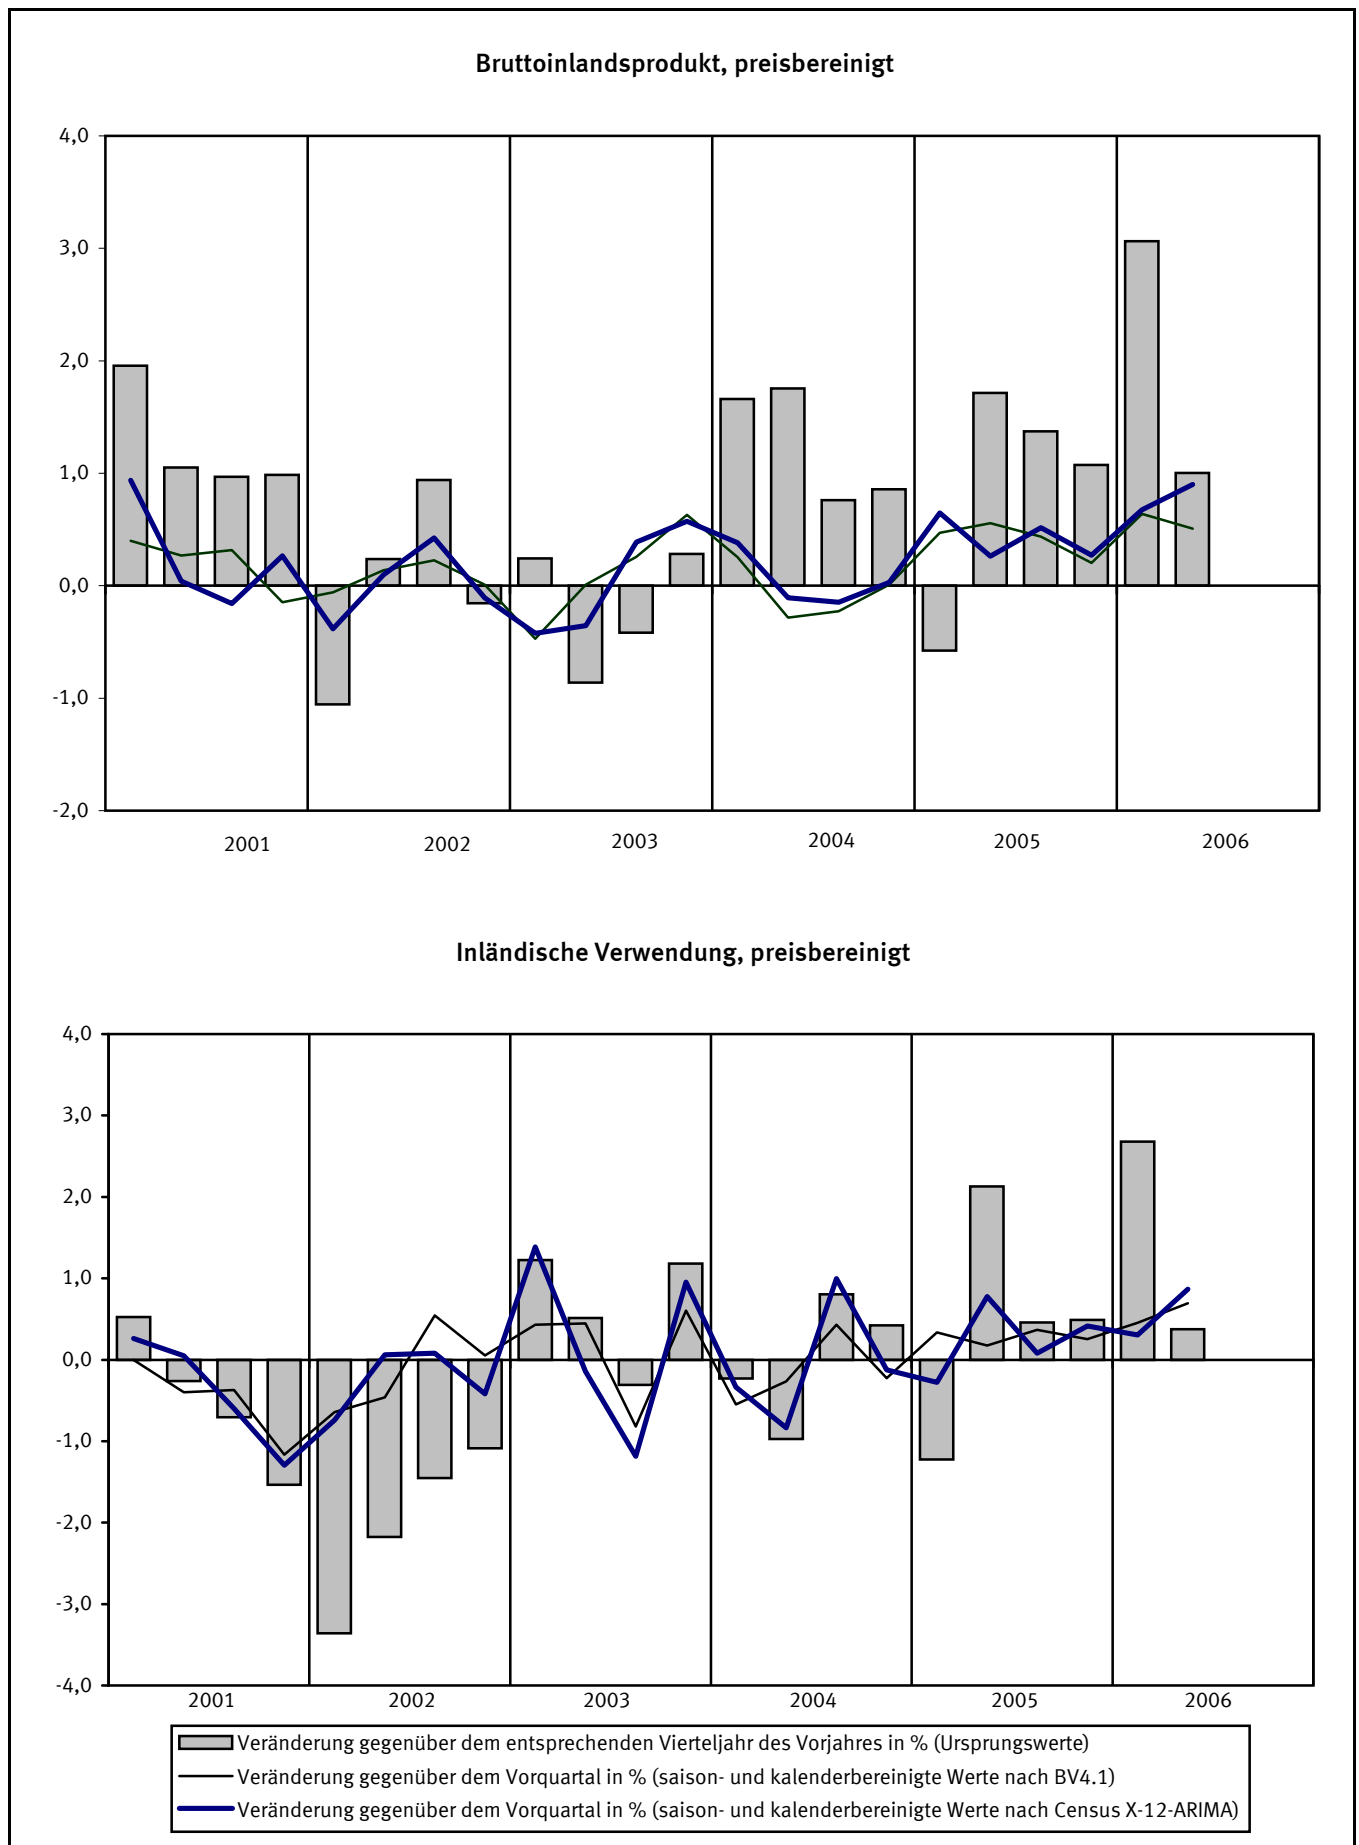 Bruttoinlandsprodukt, preisbereinigt
4,0
3,0
2,0
1,0
0,0
-1,0
-2,0
2001 2002 2003 2004 2005 2006
Inländische Verwendung, preisbereinigt
4,0
3,0
2,0
1,0
0,0
-1,0
-2,0
-3,0
-4,0
2001 2002 2003 2004 2005 2006
Veränderung gegenüber dem entsprechenden Vierteljahr des Vorjahres in % (Ursprungswerte)
Veränderung gegenüber dem Vorquartal in % (saison- und kalenderbereinigte Werte nach BV4.1)
Veränderung gegenüber dem Vorquartal in % (saison- und kalenderbereinigte Werte nach Census X-12-ARIMA)